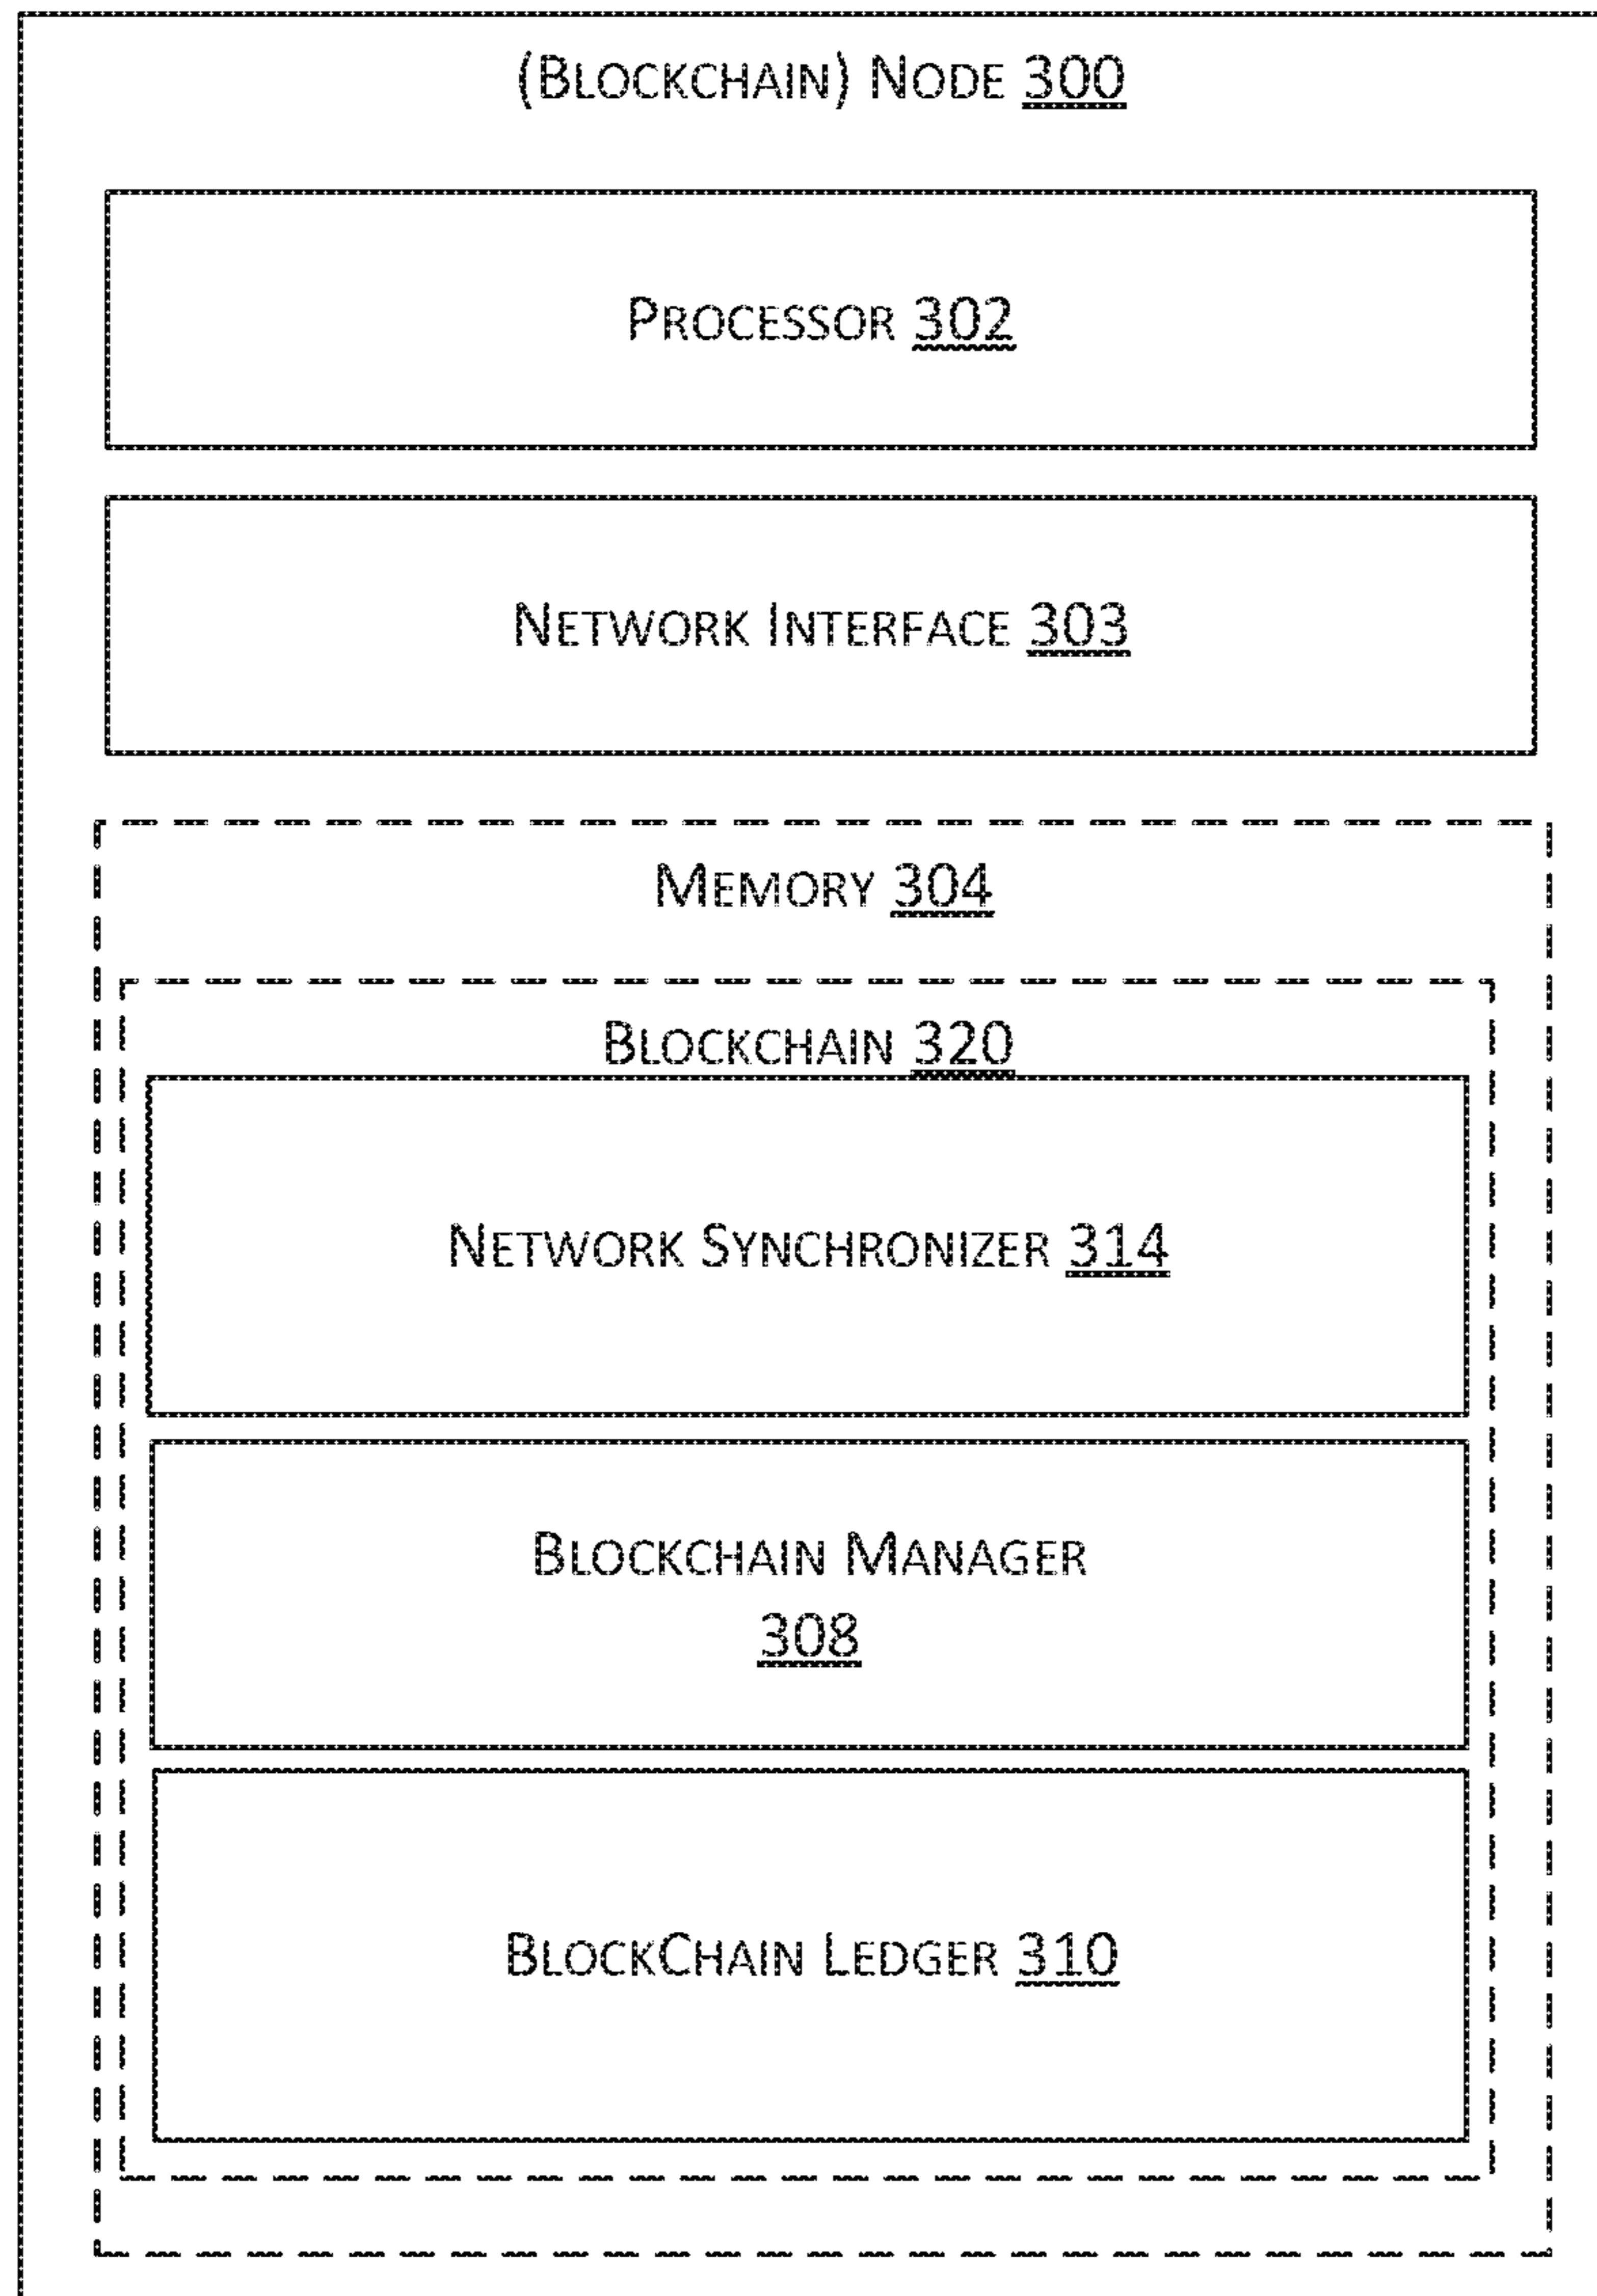 (Blockchain) Node 300
Processor 302
Network Interface 303
Memory 304
Blockchain 320
Network Synchronizer 314
Blockchain Manager
308
BlockChain Ledger 310